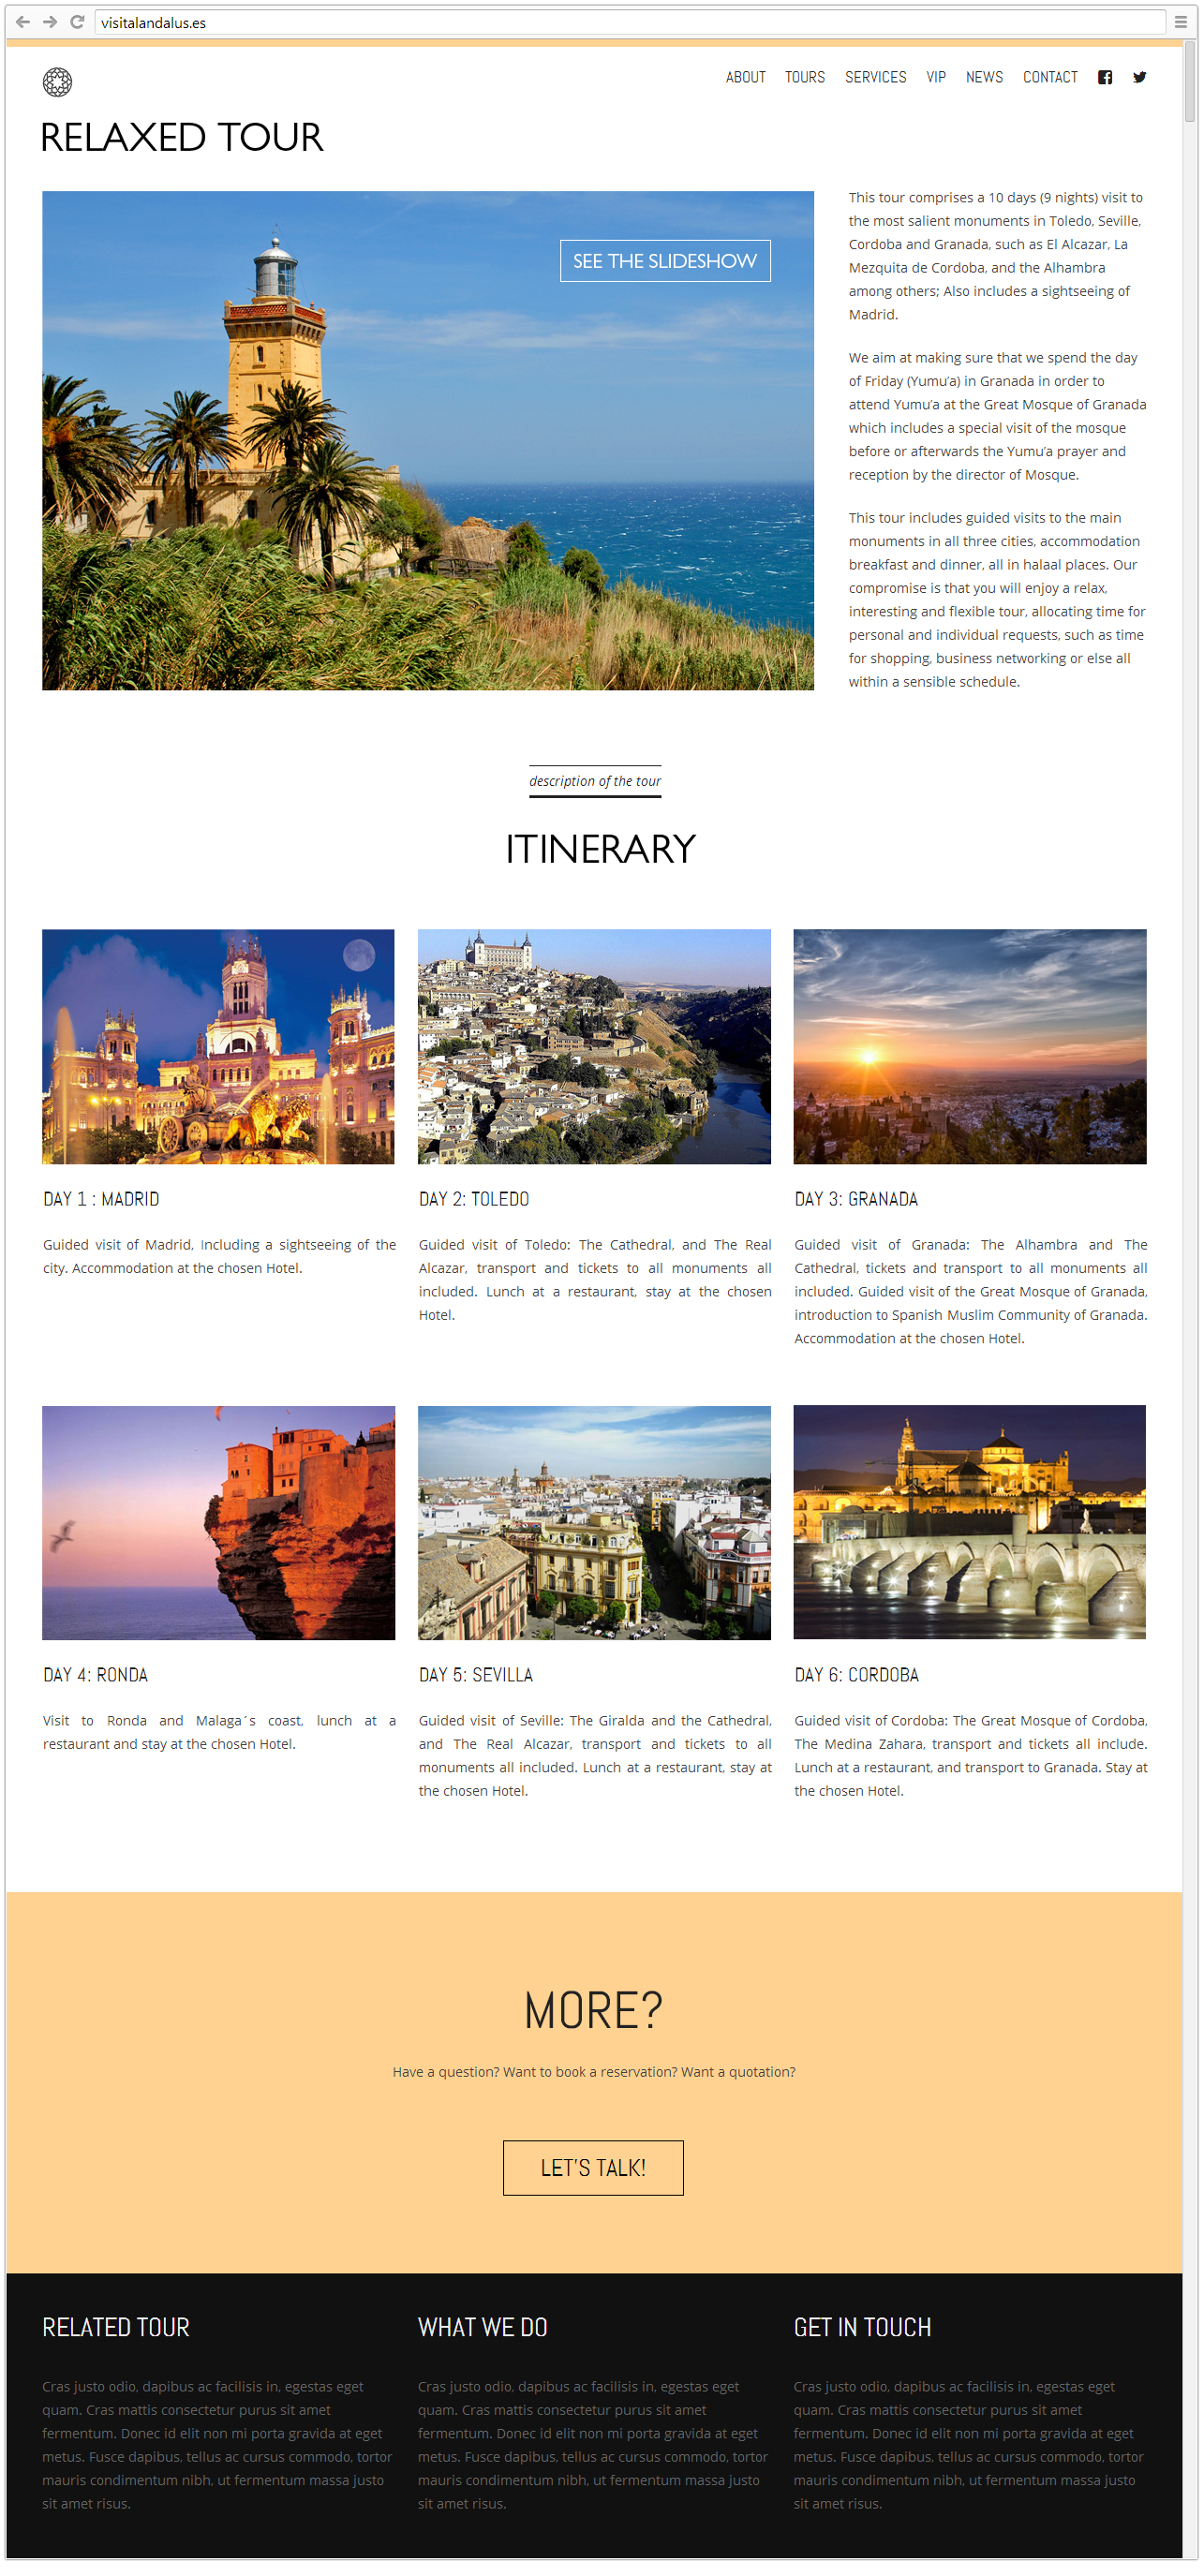 visitalandalus.es
ABOUT TOURS SERVICES VIP NEWS CONTACT
RELAXED TOUR
SEE THE SLIDESHOW
This tour comprises a 10 days (9 nights) visit to
the most salient monuments in Toledo, Seville,
Cordoba and Granada, such as El Alcazar, La
Mezquita de Cordoba, and the Alhambra
among others; Also includes a sightseeing of
Madrid.
We aim at making sure that we spend the day
of Friday (Yumu’a) in Granada in order to
attend Yumu’a at the Great Mosque of Granada
which includes a special visit of the mosque
before or afterwards the Yumu’a prayer and
reception by the director of Mosque.
This tour includes guided visits to the main
monuments in all three cities, accommodation
breakfast and dinner, all in halaal places. Our
compromise is that you will enjoy a relax,
interesting and flexible tour, allocating time for
personal and individual requests, such as time
for shopping, business networking or else all
within a sensible schedule.
description of the tour
ITINERARY
DAY 1 : MADRID
Guided visit of Madrid, Including a sightseeing of the
city. Accommodation at the chosen Hotel.
DAY 2: TOLEDO
Guided visit of Toledo: The Cathedral, and The Real
Alcazar, transport and tickets to all monuments all
included. Lunch at a restaurant, stay at the chosen
Hotel.
DAY 3: GRANADA
Guided visit of Granada: The Alhambra and The
Cathedral, tickets and transport to all monuments all
included. Guided visit of the Great Mosque of Granada,
introduction to Spanish Muslim Community of Granada.
Accommodation at the chosen Hotel.
DAY 4: RONDA
Visit to Ronda and Malaga´s coast, lunch at a
restaurant and stay at the chosen Hotel.
DAY 5: SEVILLA
Guided visit of Seville: The Giralda and the Cathedral,
and The Real Alcazar, transport and tickets to all
monuments all included. Lunch at a restaurant, stay at
the chosen Hotel.
DAY 6: CORDOBA
Guided visit of Cordoba: The Great Mosque of Cordoba,
The Medina Zahara, transport and tickets all include.
Lunch at a restaurant, and transport to Granada. Stay at
the chosen Hotel.
MORE?
Have a question? Want to book a reservation? Want a quotation?
LET’S TALK!
RELATED TOUR
Cras justo odio, dapibus ac facilisis in, egestas eget
quam. Cras mattis consectetur purus sit amet
fermentum. Donec id elit non mi porta gravida at eget
metus. Fusce dapibus, tellus ac cursus commodo, tortor
mauris condimentum nibh, ut fermentum massa justo
sit amet risus.
WHAT WE DO
Cras justo odio, dapibus ac facilisis in, egestas eget
quam. Cras mattis consectetur purus sit amet
fermentum. Donec id elit non mi porta gravida at eget
metus. Fusce dapibus, tellus ac cursus commodo, tortor
mauris condimentum nibh, ut fermentum massa justo
sit amet risus.
GET IN TOUCH
Cras justo odio, dapibus ac facilisis in, egestas eget
quam. Cras mattis consectetur purus sit amet
fermentum. Donec id elit non mi porta gravida at eget
metus. Fusce dapibus, tellus ac cursus commodo, tortor
mauris condimentum nibh, ut fermentum massa justo
sit amet risus.